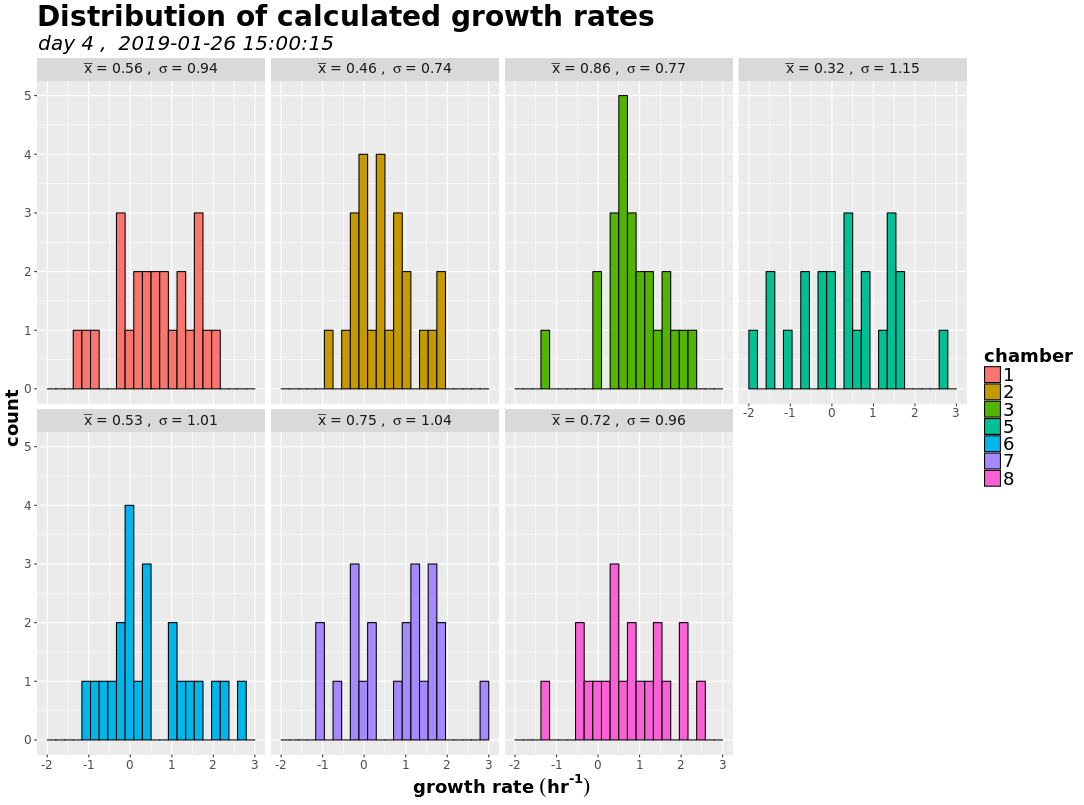 Distribution of calculated growth rates
day 4 ,  2019-01-26 15:00:15
x̅ = 0.56 ,  σ = 0.94
x̅ = 0.46 ,  σ = 0.74
x̅ = 0.86 ,  σ = 0.77
x̅ = 0.32 ,  σ = 1.15
5
4
3
2
1
0
-2 -1 0 1 2 3
x̅ = 0.53 ,  σ = 1.01
x̅ = 0.75 ,  σ = 1.04
x̅ = 0.72 ,  σ = 0.96
5
4
3
2
1
0
-2 -1 0 1 2 3
-2 -1 0 1 2 3
-2 -1 0 1 2 3
count
growth rate (hr⁻¹)
chamber
1
2
3
5
6
7
8